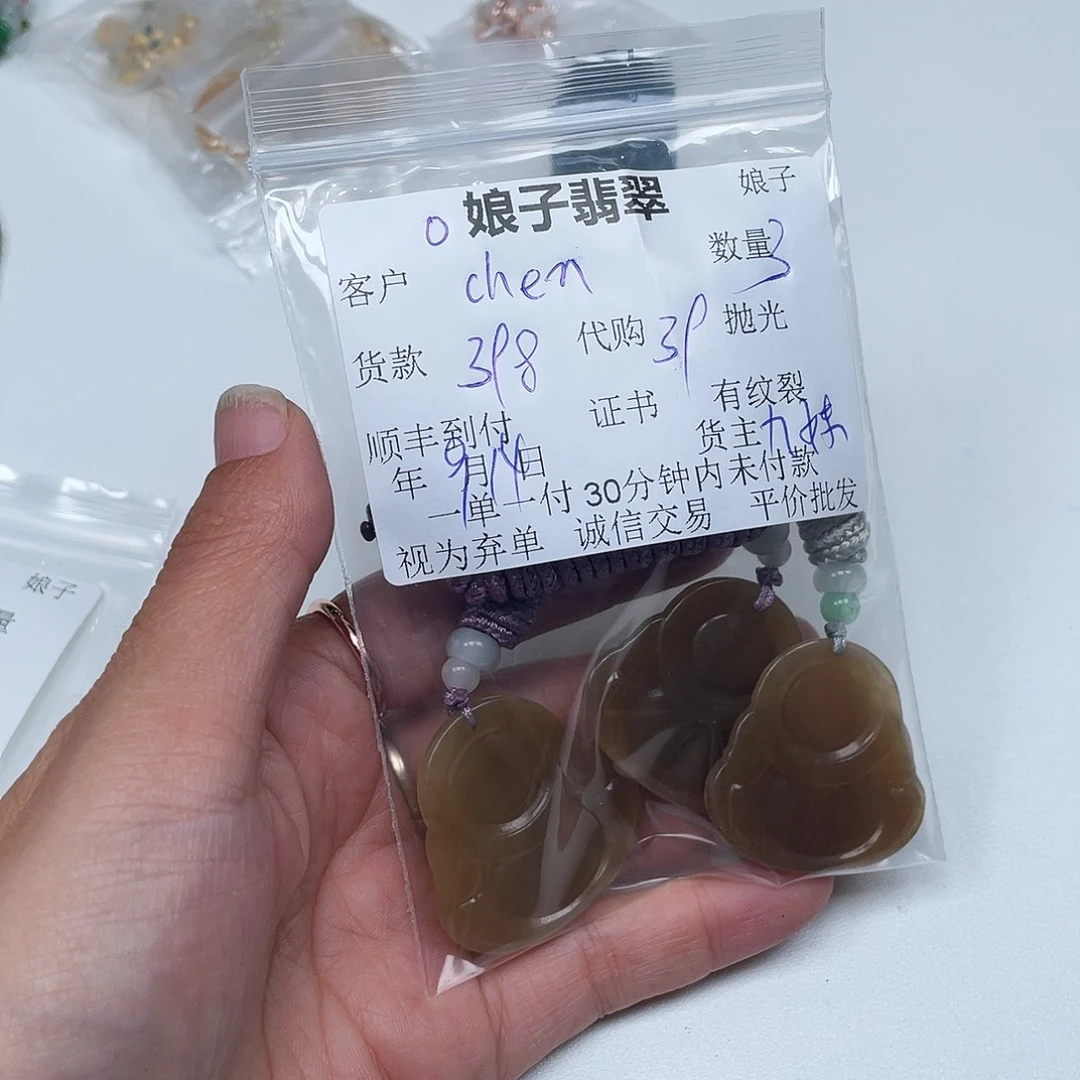 娘子
O 娘子翡翠
客户 chen 数量 3
货款 398 代购 39 抛光
顺丰到付 证书 有纹裂
年 9月14日 货主 九妹
一单一付 30分钟内未付款
视为弃单 诚信交易 平价批发
娘子
量